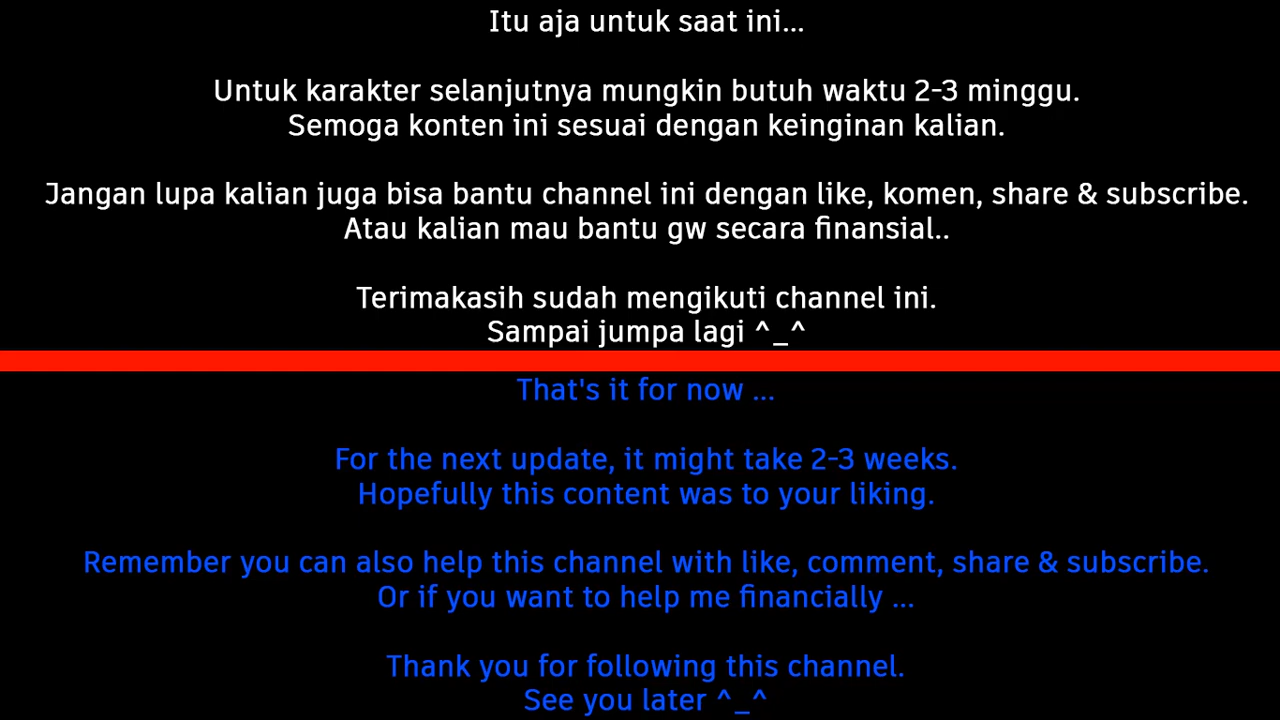 Itu aja untuk saat ini...
Untuk karakter selanjutnya mungkin butuh waktu 2-3 minggu.
Semoga konten ini sesuai dengan keinginan kalian.
Jangan lupa kalian juga bisa bantu channel ini dengan like, komen, share & subscribe.
Atau kalian mau bantu gw secara finansial..
Terimakasih sudah mengikuti channel ini.
Sampai jumpa lagi ^_^
That's it for now ...
For the next update, it might take 2-3 weeks.
Hopefully this content was to your liking.
Remember you can also help this channel with like, comment, share & subscribe.
Or if you want to help me financially ...
Thank you for following this channel.
See you later ^_^